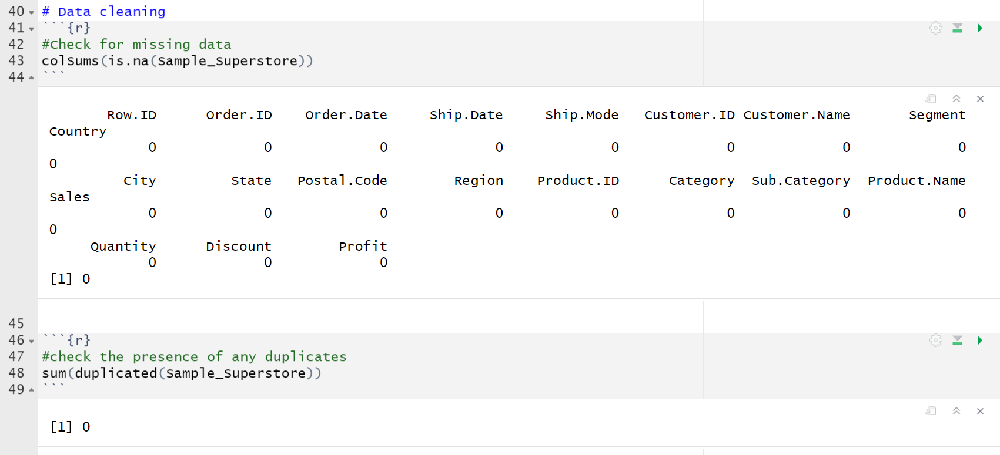 40 # Data cleaning
41 ```{r}
42 #Check for missing data
43 colSums(is.na(Sample_Superstore))
44 ```
Row.ID Order.ID Order.Date Ship.Date Ship.Mode Customer.ID Customer.Name Segment
Country
0 0 0 0 0 0 0 0
0
City State Postal.Code Region Product.ID Category Sub.Category Product.Name
Sales
0 0 0 0 0 0 0 0
0
Quantity Discount Profit
0 0 0
[1] 0
45
46 ```{r}
47 #check the presence of any duplicates
48 sum(duplicated(Sample_Superstore))
49 ```
[1] 0